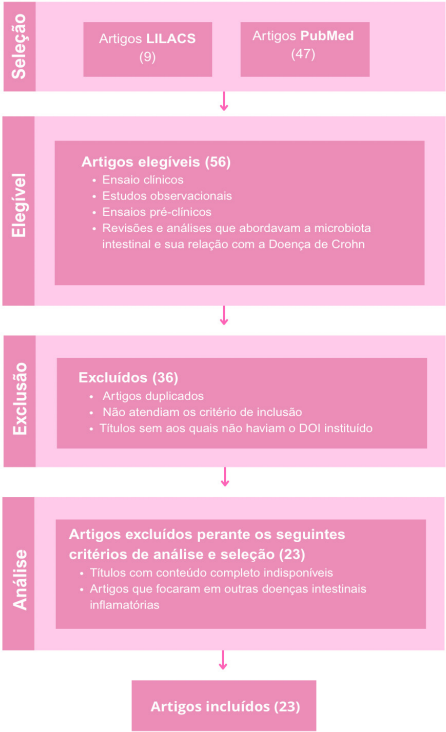 Seleção
Artigos LILACS
(9)
Artigos PubMed
(47)
Elegível
Artigos elegíveis (56)
• Ensaio clínicos
• Estudos observacionais
• Ensaios pré-clínicos
• Revisões e análises que abordavam a microbiota
intestinal e sua relação com a Doença de Crohn
Exclusão
Excluídos (36)
• Artigos duplicados
• Não atendiam os critério de inclusão
• Títulos sem aos quais não haviam o DOI instituído
Análise
Artigos excluídos perante os seguintes
critérios de análise e seleção (23)
• Títulos com conteúdo completo indisponíveis
• Artigos que focaram em outras doenças intestinais
inflamatórias
Artigos incluídos (23)